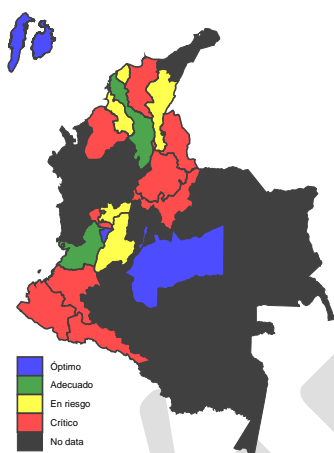 Óptimo
Adecuado
En riesgo
Crítico
No data